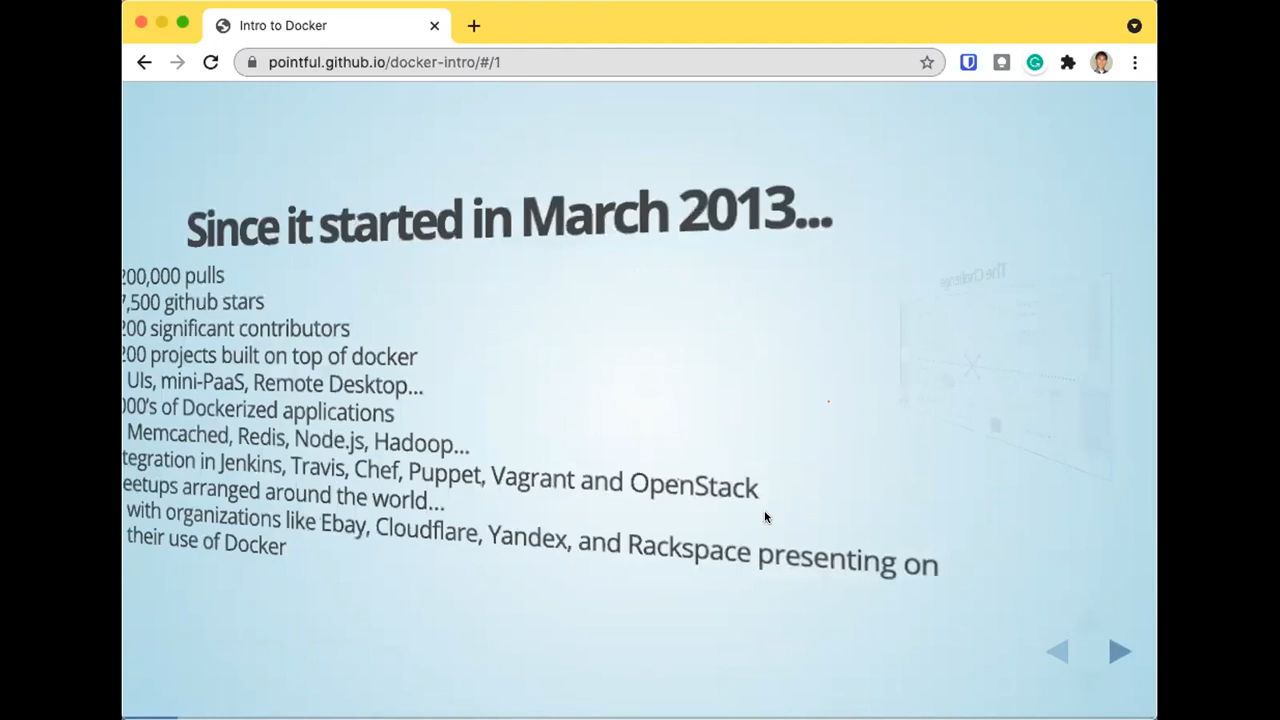 Intro to Docker
pointful.github.io/docker-intro/#/1
Since it started in March 2013...
200,000 pulls
7,500 github stars
200 significant contributors
200 projects built on top of docker
UIs, mini-PaaS, Remote Desktop...
000's of Dockerized applications
Memcached, Redis, Node.js, Hadoop...
tegration in Jenkins, Travis, Chef, Puppet, Vagrant and OpenStack
eetups arranged around the world...
with organizations like Ebay, Cloudflare, Yandex, and Rackspace presenting on
their use of Docker
The Challenge